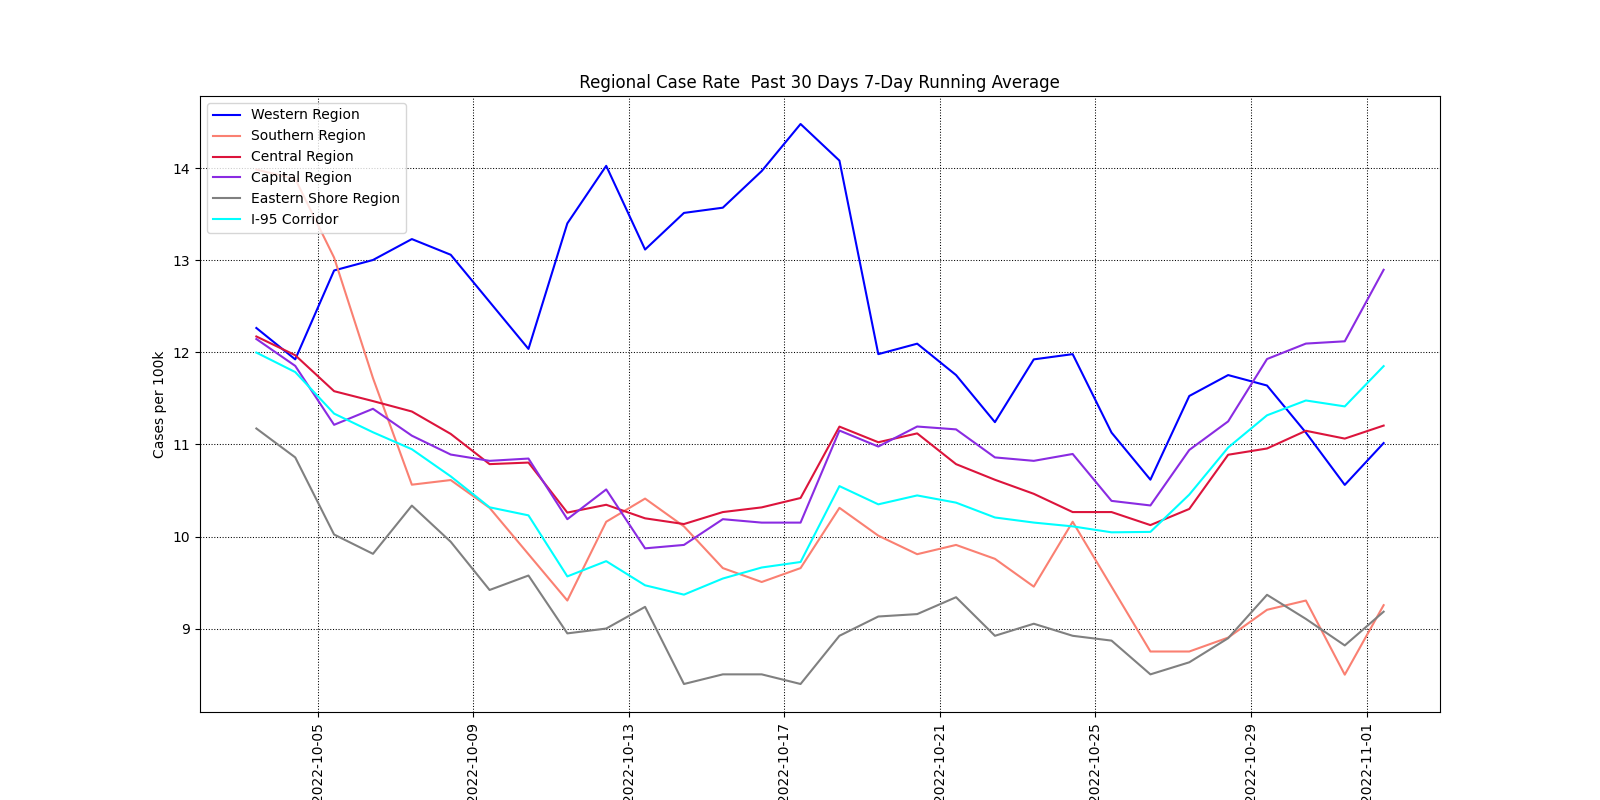 Regional Case Rate  Past 30 Days 7-Day Running Average
Western Region
Southern Region
Central Region
Capital Region
Eastern Shore Region
I-95 Corridor
Cases per 100k
14
13
12
11
10
9
2022-10-05
2022-10-09
2022-10-13
2022-10-17
2022-10-21
2022-10-25
2022-10-29
2022-11-01